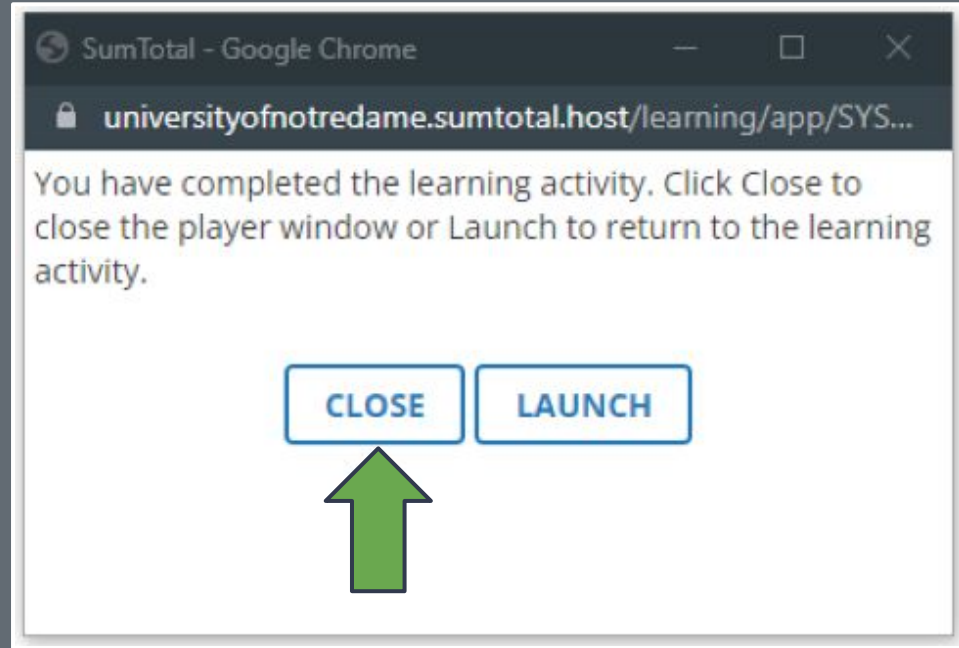 SumTotal - Google Chrome
universityofnotredame.sumtotal.host/learning/app/SYS...
You have completed the learning activity. Click Close to
close the player window or Launch to return to the learning
activity.
CLOSE LAUNCH